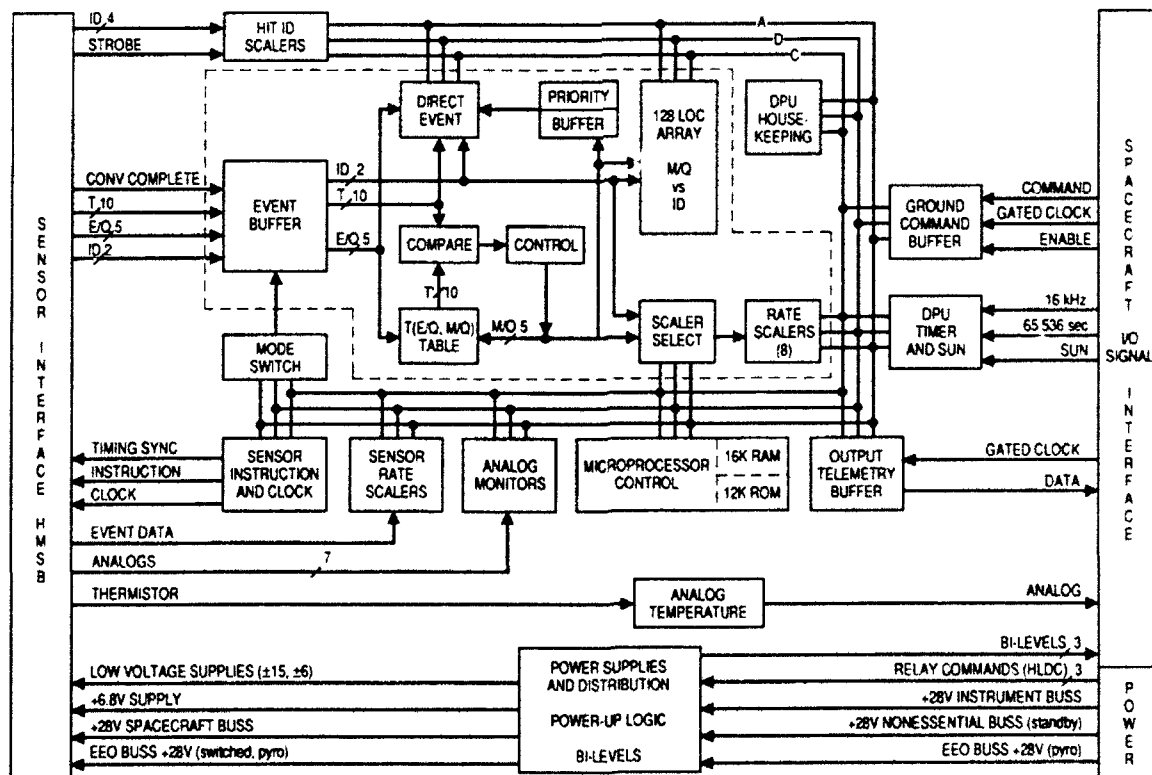 ID 4
STROBE
HIT ID
SCALERS
A
D
C
DIRECT
EVENT
PRIORITY
BUFFER
128 LOC
ARRAY
M/Q
vs
ID
DPU
HOUSE-
KEEPING
CONV COMPLETE
T 10
E/Q 5
ID 2
EVENT
BUFFER
ID 2
T 10
E/Q 5
COMPARE
CONTROL
T 10
T(E/Q, M/Q)
TABLE
M/Q 5
SCALER
SELECT
RATE
SCALERS
(8)
GROUND
COMMAND
BUFFER
COMMAND
GATED CLOCK
ENABLE
DPU
TIMER
AND SUN
16 kHz
65 536 sec
SUN
MODE
SWITCH
TIMING SYNC
INSTRUCTION
CLOCK
SENSOR
INSTRUCTION
AND CLOCK
SENSOR
RATE
SCALERS
ANALOG
MONITORS
MICROPROCESSOR
CONTROL
16K RAM
12K ROM
OUTPUT
TELEMETRY
BUFFER
GATED CLOCK
DATA
EVENT DATA
ANALOGS
7
THERMISTOR
ANALOG
TEMPERATURE
ANALOG
LOW VOLTAGE SUPPLIES (±15, ±6)
+6.8V SUPPLY
+28V SPACECRAFT BUSS
EEO BUSS +28V (switched, pyro)
POWER SUPPLIES
AND DISTRIBUTION
POWER-UP LOGIC
BI-LEVELS
BI-LEVELS 3
RELAY COMMANDS (HLDC) 3
+28V INSTRUMENT BUSS
+28V NONESSENTIAL BUSS (standby)
EEO BUSS +28V (pyro)
SENSOR INTERFACE HMSB
SPACECRAFT I/O SIGNAL INTERFACE
POWER